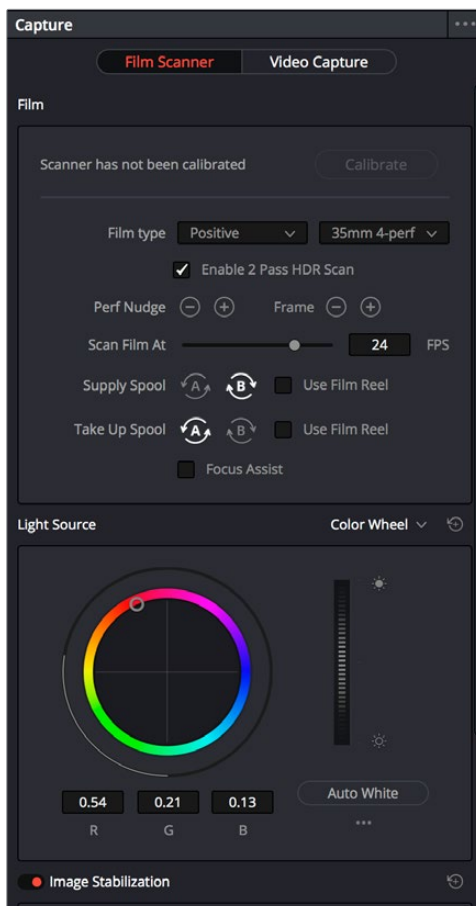 Capture
Film Scanner Video Capture
Film
Scanner has not been calibrated Calibrate
Film type Positive 35mm 4-perf
Enable 2 Pass HDR Scan
Perf Nudge Frame
Scan Film At 24 FPS
Supply Spool A B Use Film Reel
Take Up Spool A B Use Film Reel
Focus Assist
Light Source Color Wheel
Auto White
0.54 0.21 0.13
R G B
Image Stabilization